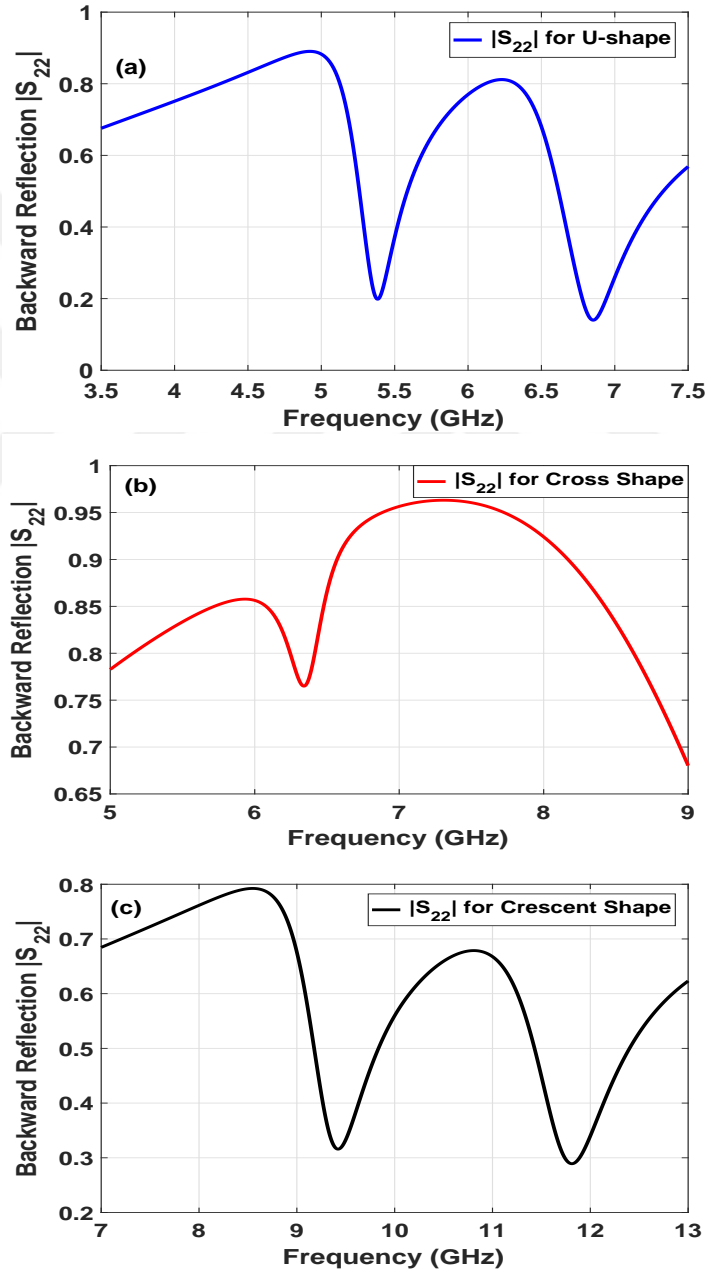 1
|S22| for U-shape
(a)
0.8
0.6
0.4
0.2
0
Backward Reflection |S22|
3.5 4 4.5 5 5.5 6 6.5 7 7.5
Frequency (GHz)
1
|S22| for Cross Shape
(b)
0.95
0.9
0.85
0.8
0.75
0.7
0.65
Backward Reflection |S22|
5 6 7 8 9
Frequency (GHz)
0.8
|S22| for Crescent Shape
(c)
0.7
0.6
0.5
0.4
0.3
0.2
Backward Reflection |S22|
7 8 9 10 11 12 13
Frequency (GHz)